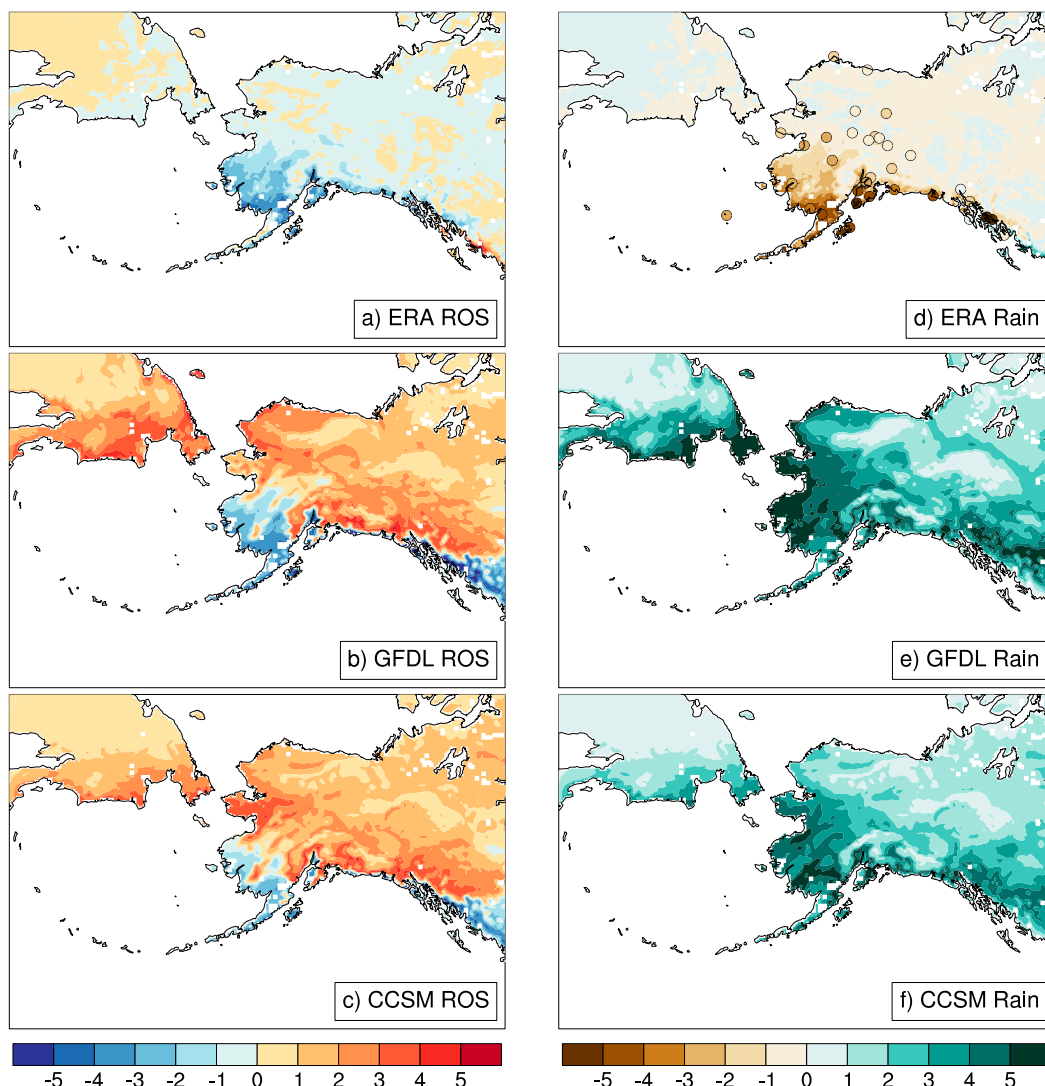 a) ERA ROS
d) ERA Rain
b) GFDL ROS
e) GFDL Rain
c) CCSM ROS
f) CCSM Rain
-5 -4 -3 -2 -1 0 1 2 3 4 5
-5 -4 -3 -2 -1 0 1 2 3 4 5